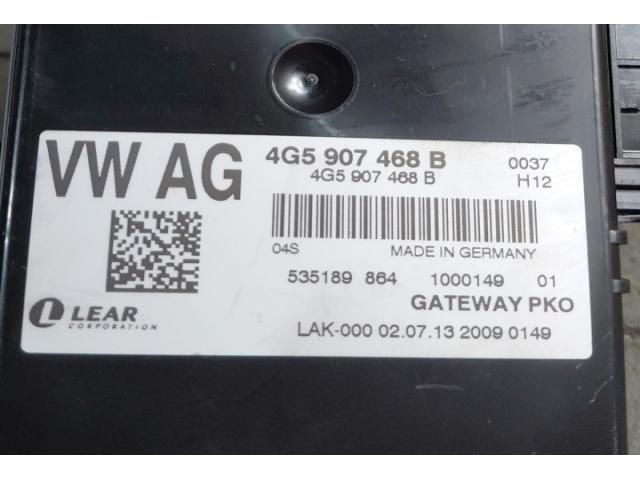 VW AG
4G5 907 468 B
0037
4G5 907 468 B
H12
04S
MADE IN GERMANY
535189 864 1000149 01
LEAR
CORPORATION
GATEWAY PKO
LAK-000 02.07.13 2009 0149